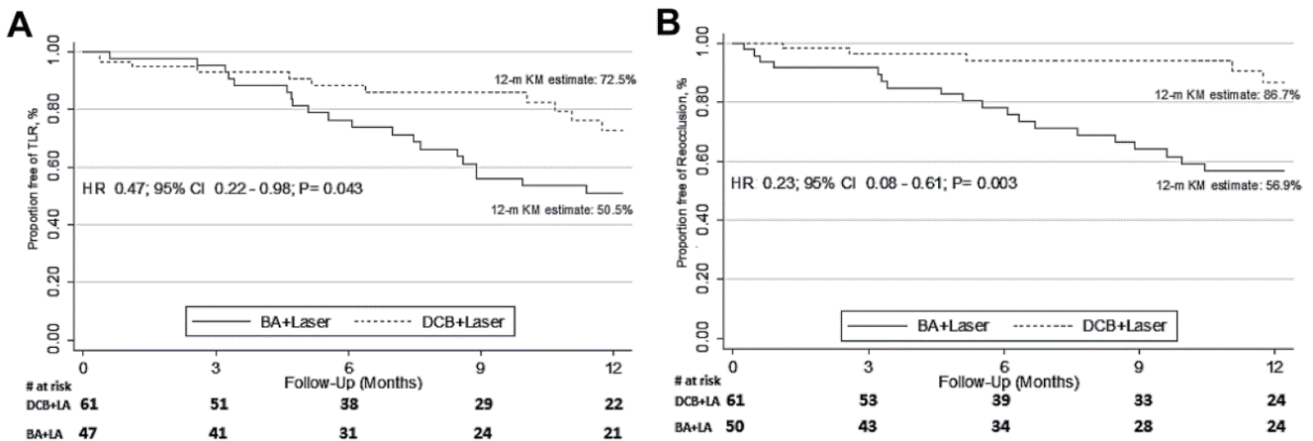 A
Proportion free of TLR, %
1.00
0.80
0.60
0.40
0.20
0.00
12-m KM estimate: 72.5%
HR 0.47; 95% CI 0.22 - 0.98; P= 0.043
12-m KM estimate: 50.5%
BA+Laser DCB+Laser
0 3 6 9 12
Follow-Up (Months)
# at risk
DCB+LA 61 51 38 29 22
BA+LA 47 41 31 24 21
B
Proportion free of Reocclusion, %
1.00
0.80
0.60
0.40
0.20
0.00
12-m KM estimate: 86.7%
HR 0.23; 95% CI 0.08 - 0.61; P= 0.003
12-m KM estimate: 56.9%
BA+Laser DCB+Laser
0 3 6 9 12
Follow-Up (Months)
# at risk
DCB+LA 61 53 39 33 24
BA+LA 50 43 34 28 24